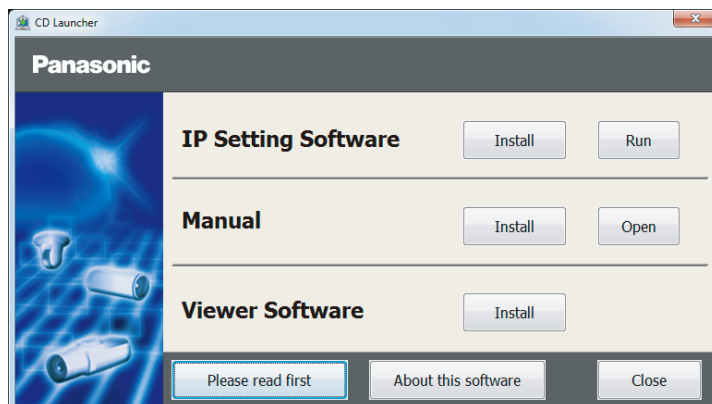 CD Launcher
Panasonic
IP Setting Software Install Run
Manual Install Open
Viewer Software Install
Please read first About this software Close